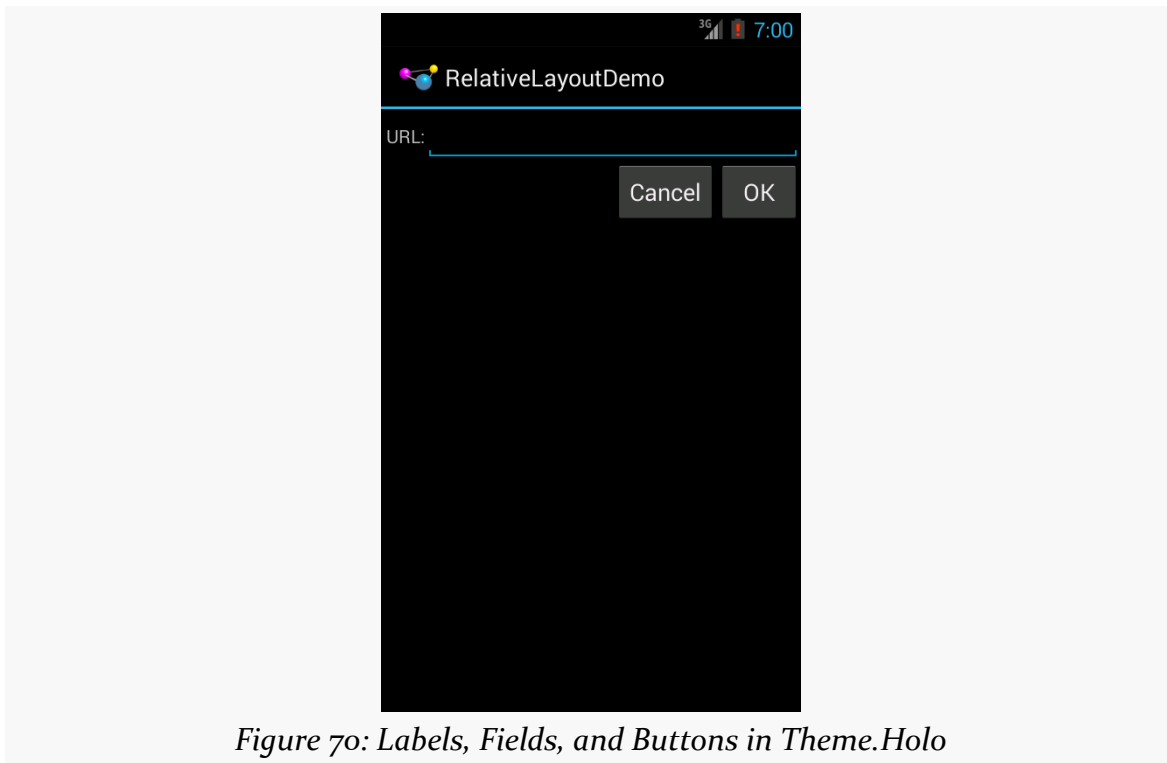 3G 7:00
RelativeLayoutDemo
URL:
Cancel OK
Figure 70: Labels, Fields, and Buttons in Theme.Holo